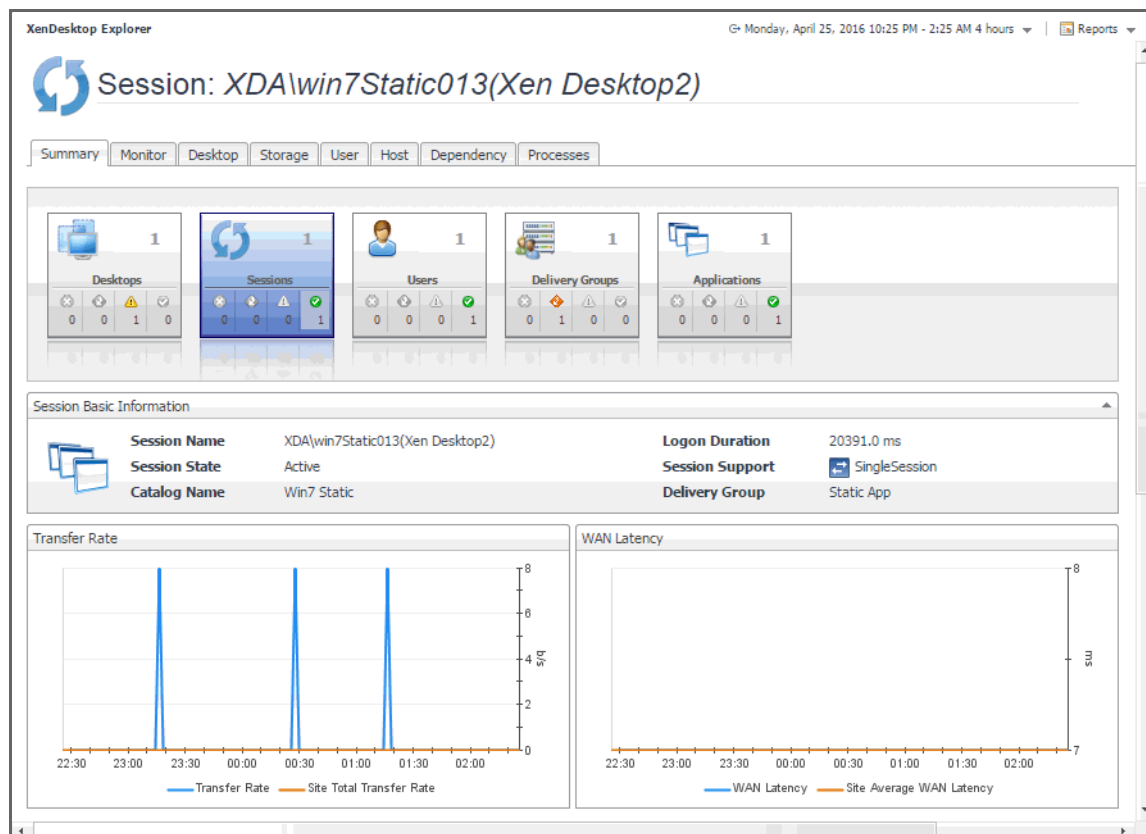 XenDesktop Explorer
Monday, April 25, 2016 10:25 PM - 2:25 AM 4 hours
Reports
Session: XDA\win7Static013(Xen Desktop2)
Summary Monitor Desktop Storage User Host Dependency Processes
1 1 1 1 1
Desktops Sessions Users Delivery Groups Applications
0 0 1 0 0 0 0 1 0 0 0 1 0 1 0 0 0 0 0 1
Session Basic Information
Session Name XDA\win7Static013(Xen Desktop2) Logon Duration 20391.0 ms
Session State Active Session Support SingleSession
Catalog Name Win7 Static Delivery Group Static App
Transfer Rate
8
6
4
2
0
b/s
22:30 23:00 23:30 00:00 00:30 01:00 01:30 02:00
Transfer Rate Site Total Transfer Rate
WAN Latency
8
7
ms
22:30 23:00 23:30 00:00 00:30 01:00 01:30 02:00
WAN Latency Site Average WAN Latency